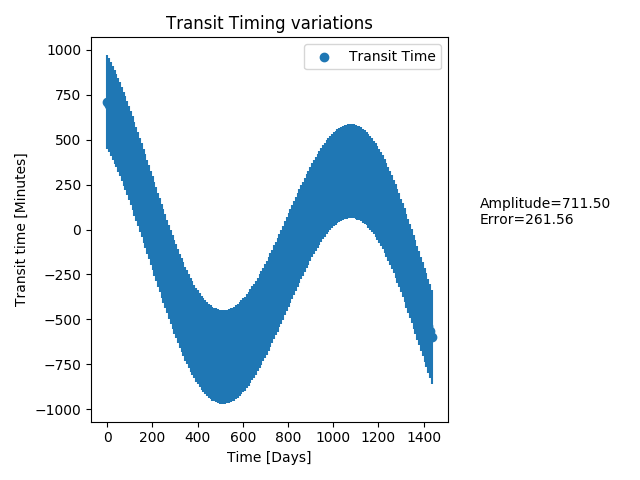 Transit Timing variations
Transit Time
1000
750
500
250
0
−250
−500
−750
−1000
Transit time [Minutes]
0 200 400 600 800 1000 1200 1400
Time [Days]
Amplitude=711.50
Error=261.56